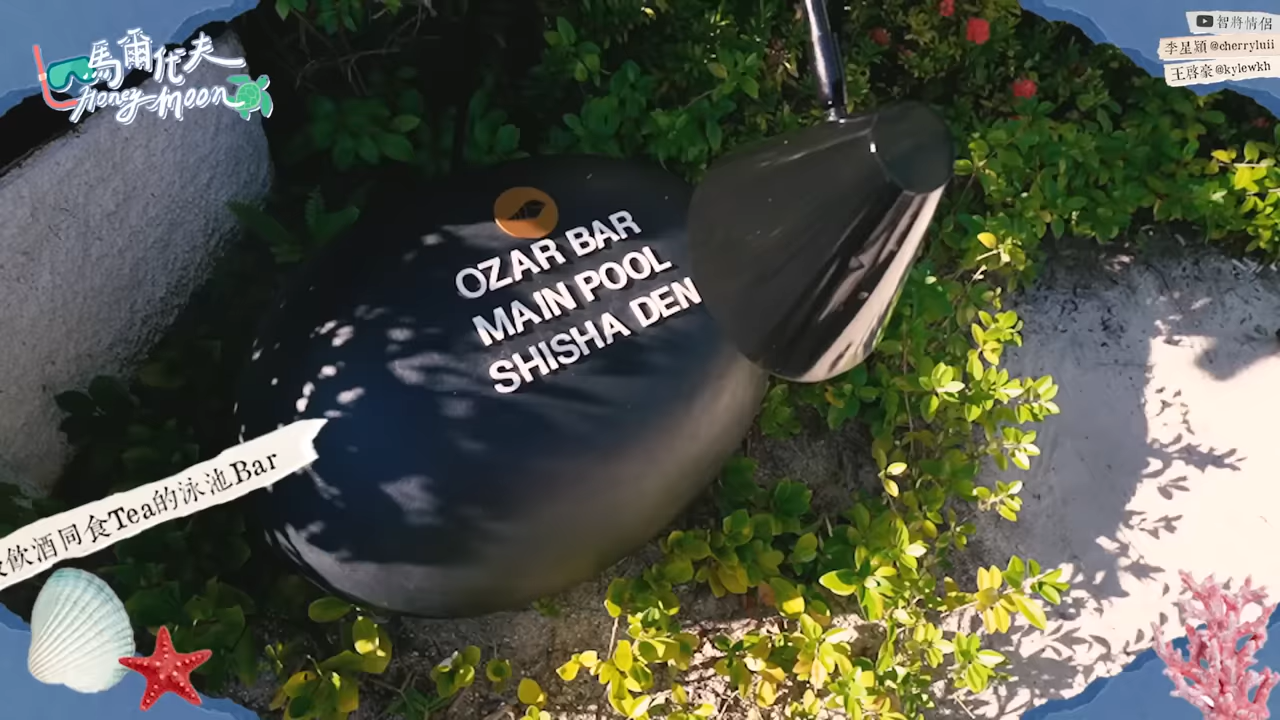 馬爾代夫
Honey-moon
智將情侶
李星穎 @cherryluii
王啓豪 @kylewkh
OZAR BAR
MAIN POOL
SHISHA DEN
飲酒同食Tea的泳池Bar